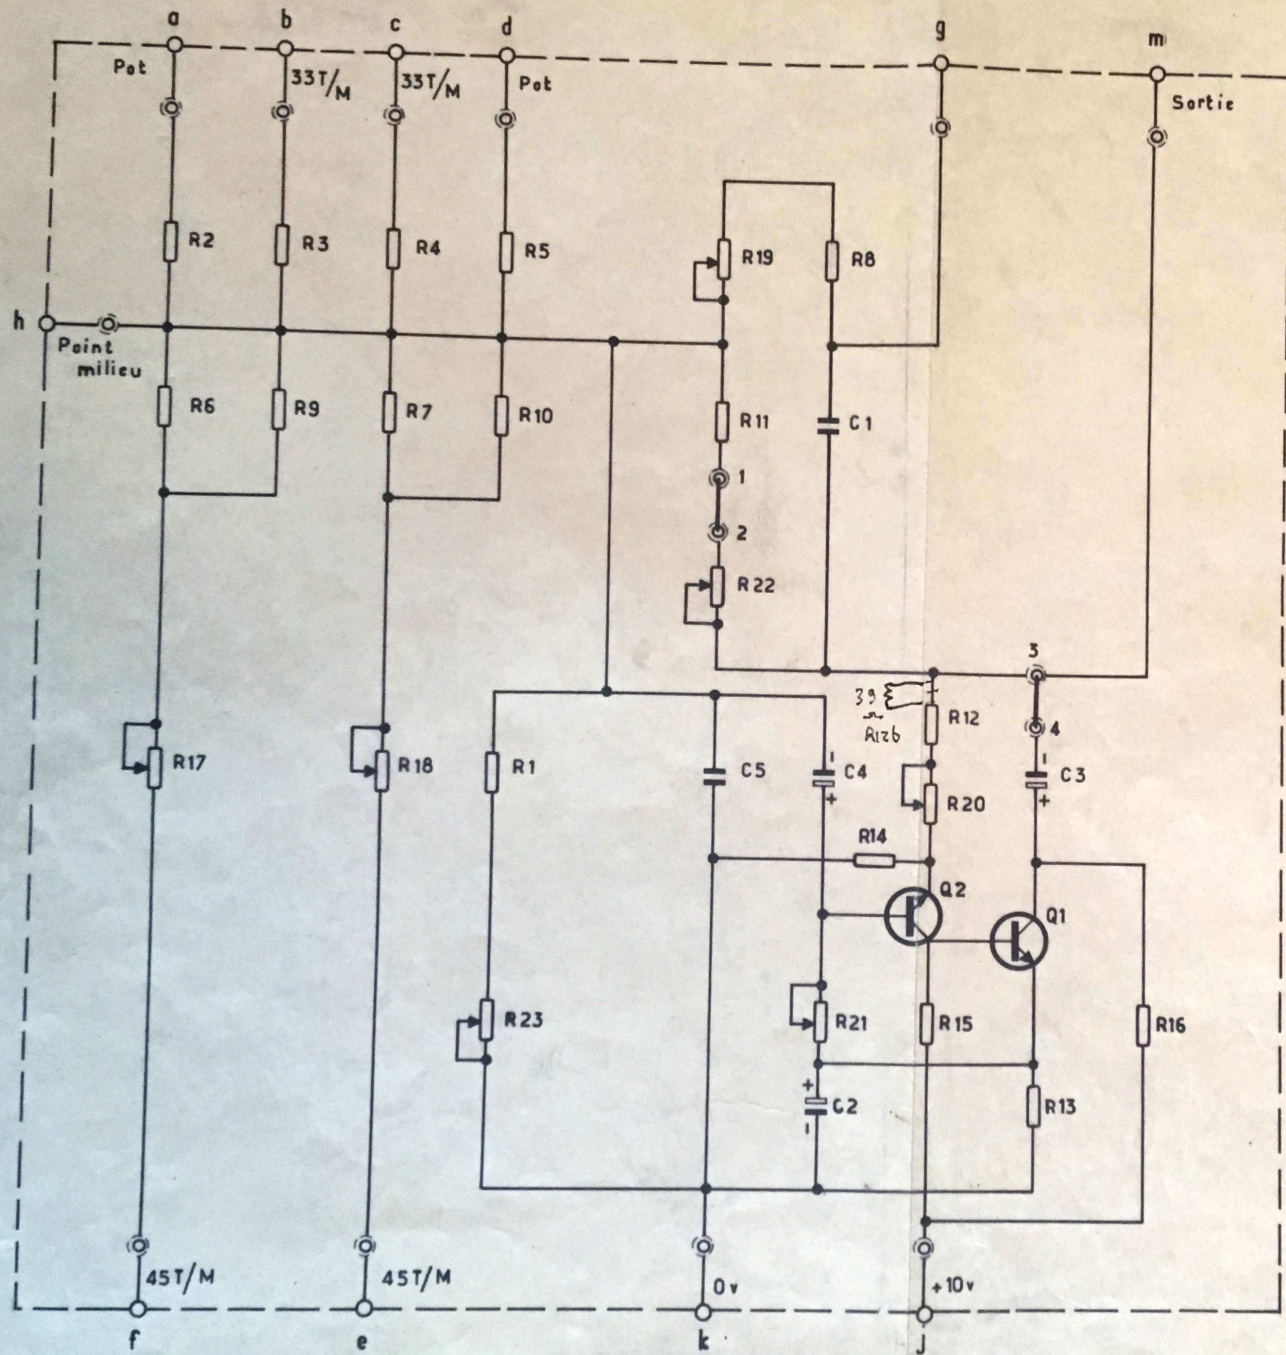 a b c d g m
Pot 33T/M 33T/M Pot Sortie
R2 R3 R4 R5 R19 R8
h
Point
milieu
R6 R9 R7 R10 R11 C1
1
2
R22
3
39
Ω
R12b
R12
4
R17 R18 R1 C5 - C4 + R20 - C3 +
R14
Q2
Q1
R23 R21 R15 R16
+ C2 - R13
45T/M 45T/M 0v +10v
f e k j